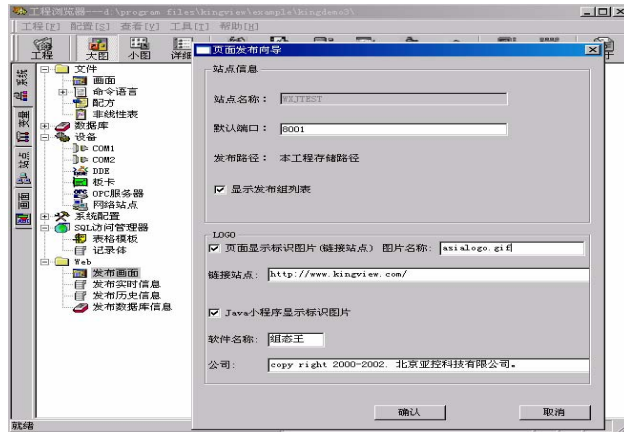 工程浏览器---d:\program files\kingview\example\kingdemo3\
工程[F] 配置[S] 查看[V] 工具[T] 帮助[H]
工程 大图 小图 详细
页面发布向导
系统
数据
站点
画面
文件
画面
命令语言
配方
非线性表
数据库
设备
COM1
COM2
DDE
板卡
OPC服务器
网络站点
系统配置
SQL访问管理器
表格模板
记录体
Web
发布画面
发布实时信息
发布历史信息
发布数据库信息
站点信息
站点名称: WXJTEST
默认端口: 8001
发布路径: 本工程存储路径
显示发布组列表
LOGO
页面显示标识图片(链接站点) 图片名称: asialogo.gif
链接站点: http://www.kingview.com/
Java小程序显示标识图片
软件名称: 组态王
公司: copy right 2000-2002. 北京亚控科技有限公司。
确认 取消
就绪